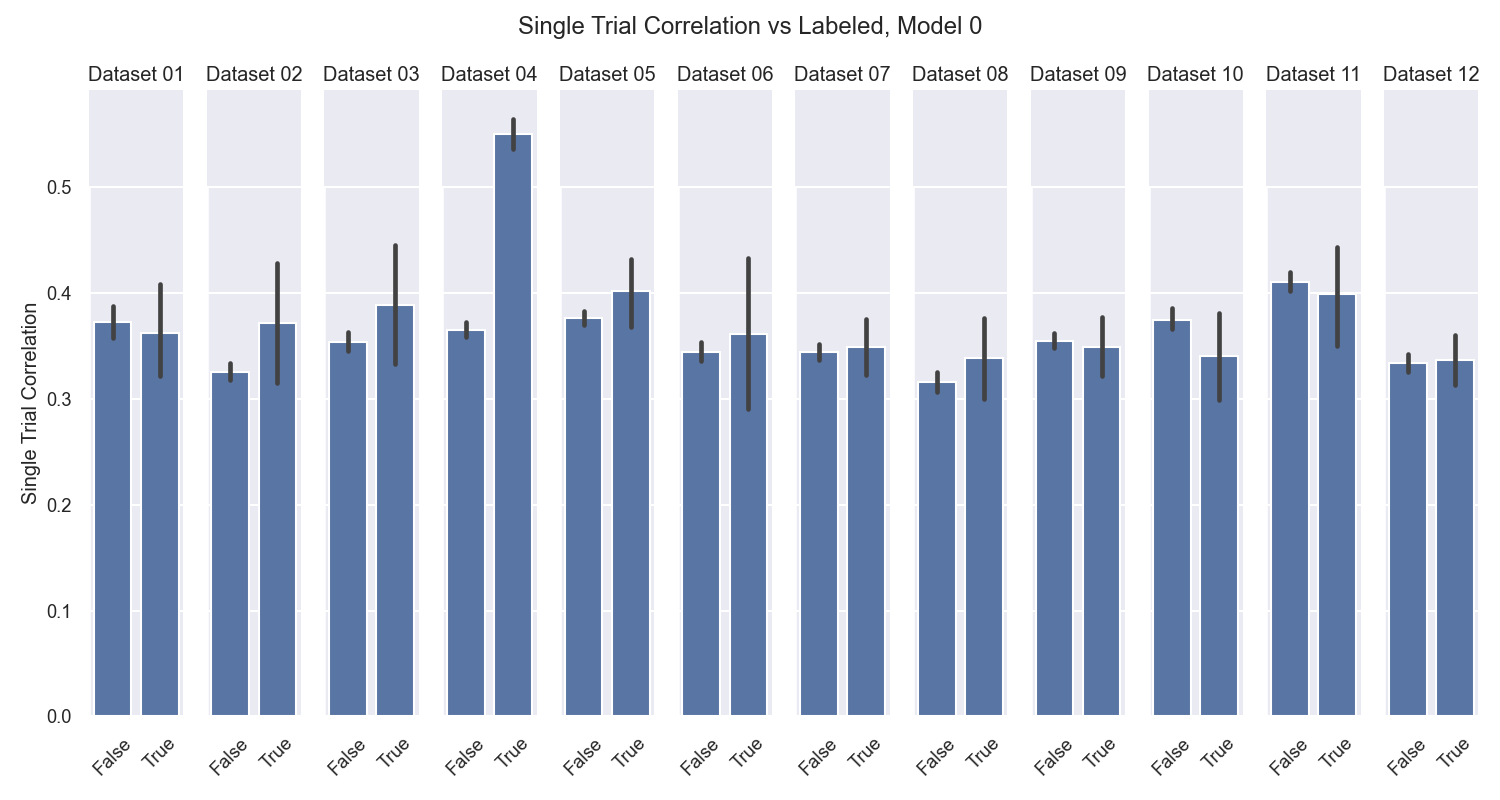 Single Trial Correlation vs Labeled, Model 0
Dataset 01 Dataset 02 Dataset 03 Dataset 04 Dataset 05 Dataset 06 Dataset 07 Dataset 08 Dataset 09 Dataset 10 Dataset 11 Dataset 12
0.5
0.4
0.3
0.2
0.1
0.0
Single Trial Correlation
False True False True False True False True False True False True False True False True False True False True False True False True